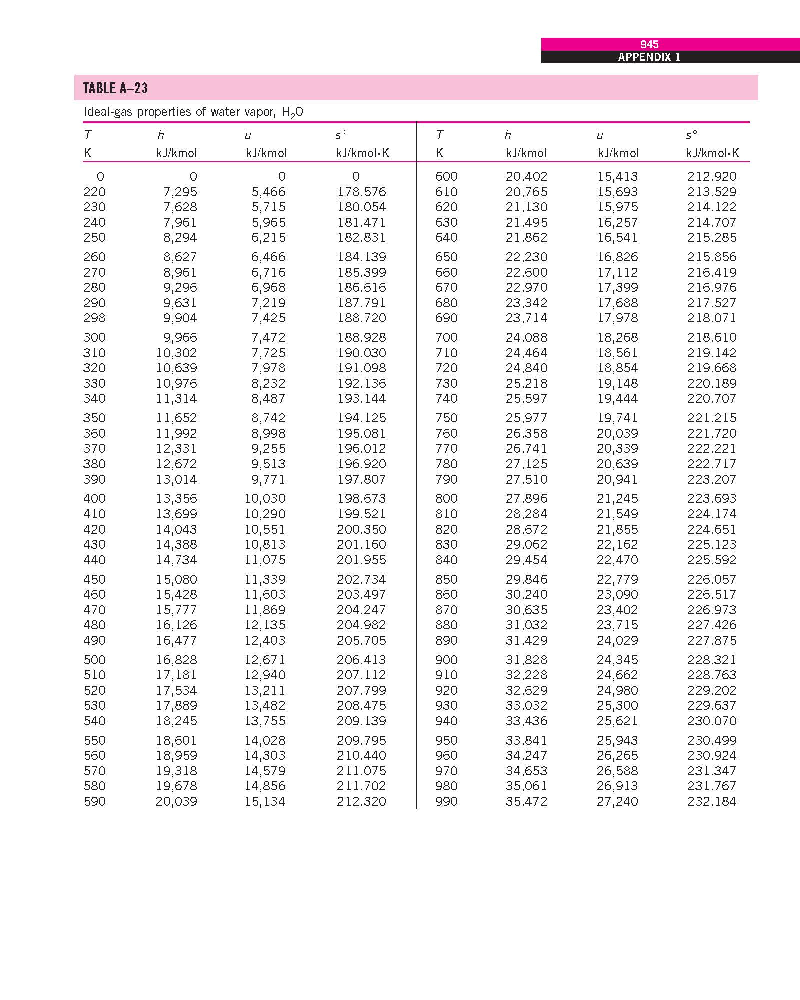 945
APPENDIX 1
TABLE A–23
Ideal-gas properties of water vapor, H₂O
T h̅ u̅ s̅° T h̅ u̅ s̅°
K kJ/kmol kJ/kmol kJ/kmol·K K kJ/kmol kJ/kmol kJ/kmol·K
0 0 0 0 600 20,402 15,413 212.920
220 7,295 5,466 178.576 610 20,765 15,693 213.529
230 7,628 5,715 180.054 620 21,130 15,975 214.122
240 7,961 5,965 181.471 630 21,495 16,257 214.707
250 8,294 6,215 182.831 640 21,862 16,541 215.285
260 8,627 6,466 184.139 650 22,230 16,826 215.856
270 8,961 6,716 185.399 660 22,600 17,112 216.419
280 9,296 6,968 186.616 670 22,970 17,399 216.976
290 9,631 7,219 187.791 680 23,342 17,688 217.527
298 9,904 7,425 188.720 690 23,714 17,978 218.071
300 9,966 7,472 188.928 700 24,088 18,268 218.610
310 10,302 7,725 190.030 710 24,464 18,561 219.142
320 10,639 7,978 191.098 720 24,840 18,854 219.668
330 10,976 8,232 192.136 730 25,218 19,148 220.189
340 11,314 8,487 193.144 740 25,597 19,444 220.707
350 11,652 8,742 194.125 750 25,977 19,741 221.215
360 11,992 8,998 195.081 760 26,358 20,039 221.720
370 12,331 9,255 196.012 770 26,741 20,339 222.221
380 12,672 9,513 196.920 780 27,125 20,639 222.717
390 13,014 9,771 197.807 790 27,510 20,941 223.207
400 13,356 10,030 198.673 800 27,896 21,245 223.693
410 13,699 10,290 199.521 810 28,284 21,549 224.174
420 14,043 10,551 200.350 820 28,672 21,855 224.651
430 14,388 10,813 201.160 830 29,062 22,162 225.123
440 14,734 11,075 201.955 840 29,454 22,470 225.592
450 15,080 11,339 202.734 850 29,846 22,779 226.057
460 15,428 11,603 203.497 860 30,240 23,090 226.517
470 15,777 11,869 204.247 870 30,635 23,402 226.973
480 16,126 12,135 204.982 880 31,032 23,715 227.426
490 16,477 12,403 205.705 890 31,429 24,029 227.875
500 16,828 12,671 206.413 900 31,828 24,345 228.321
510 17,181 12,940 207.112 910 32,228 24,662 228.763
520 17,534 13,211 207.799 920 32,629 24,980 229.202
530 17,889 13,482 208.475 930 33,032 25,300 229.637
540 18,245 13,755 209.139 940 33,436 25,621 230.070
550 18,601 14,028 209.795 950 33,841 25,943 230.499
560 18,959 14,303 210.440 960 34,247 26,265 230.924
570 19,318 14,579 211.075 970 34,653 26,588 231.347
580 19,678 14,856 211.702 980 35,061 26,913 231.767
590 20,039 15,134 212.320 990 35,472 27,240 232.184